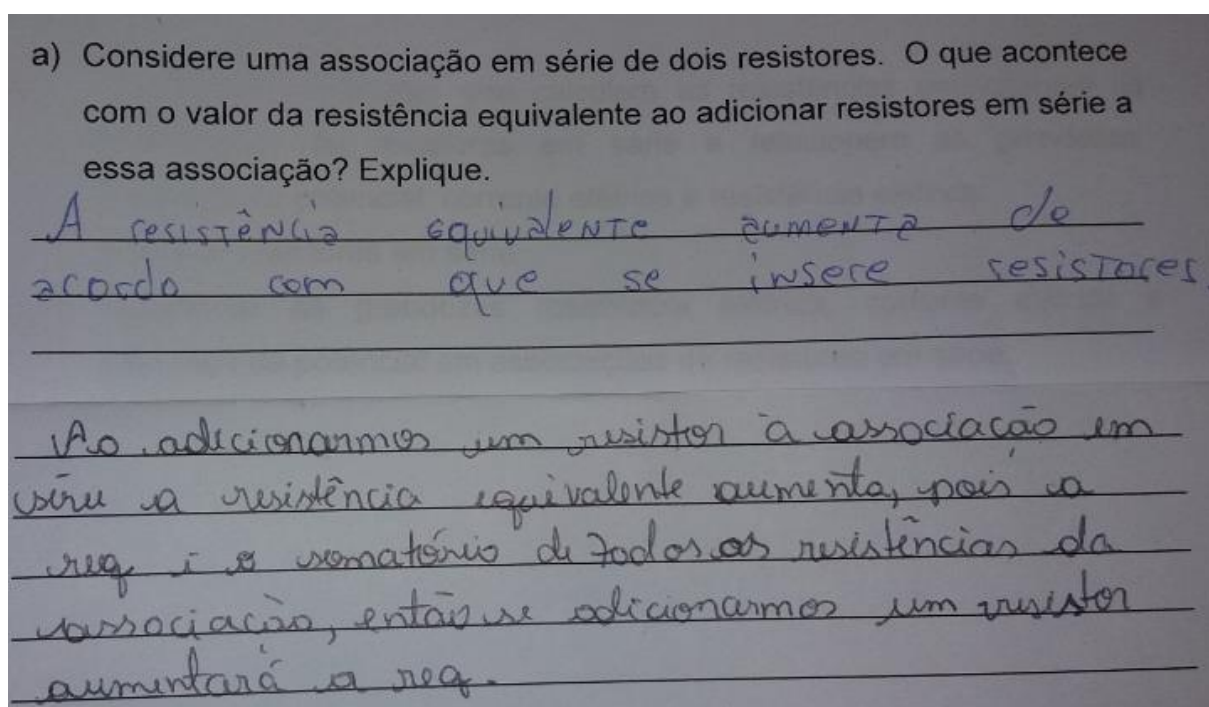 a) Considere uma associação em série de dois resistores. O que acontece
com o valor da resistência equivalente ao adicionar resistores em série a
essa associação? Explique.
A resistência equivalente aumenta de
acordo com que se insere resistores
Ao adicionarmos um resistor à associação em
série a resistência equivalente aumenta, pois a
req é o somatório de todos as resistências da
associação, então se adicionarmos um resistor
aumentará a req.